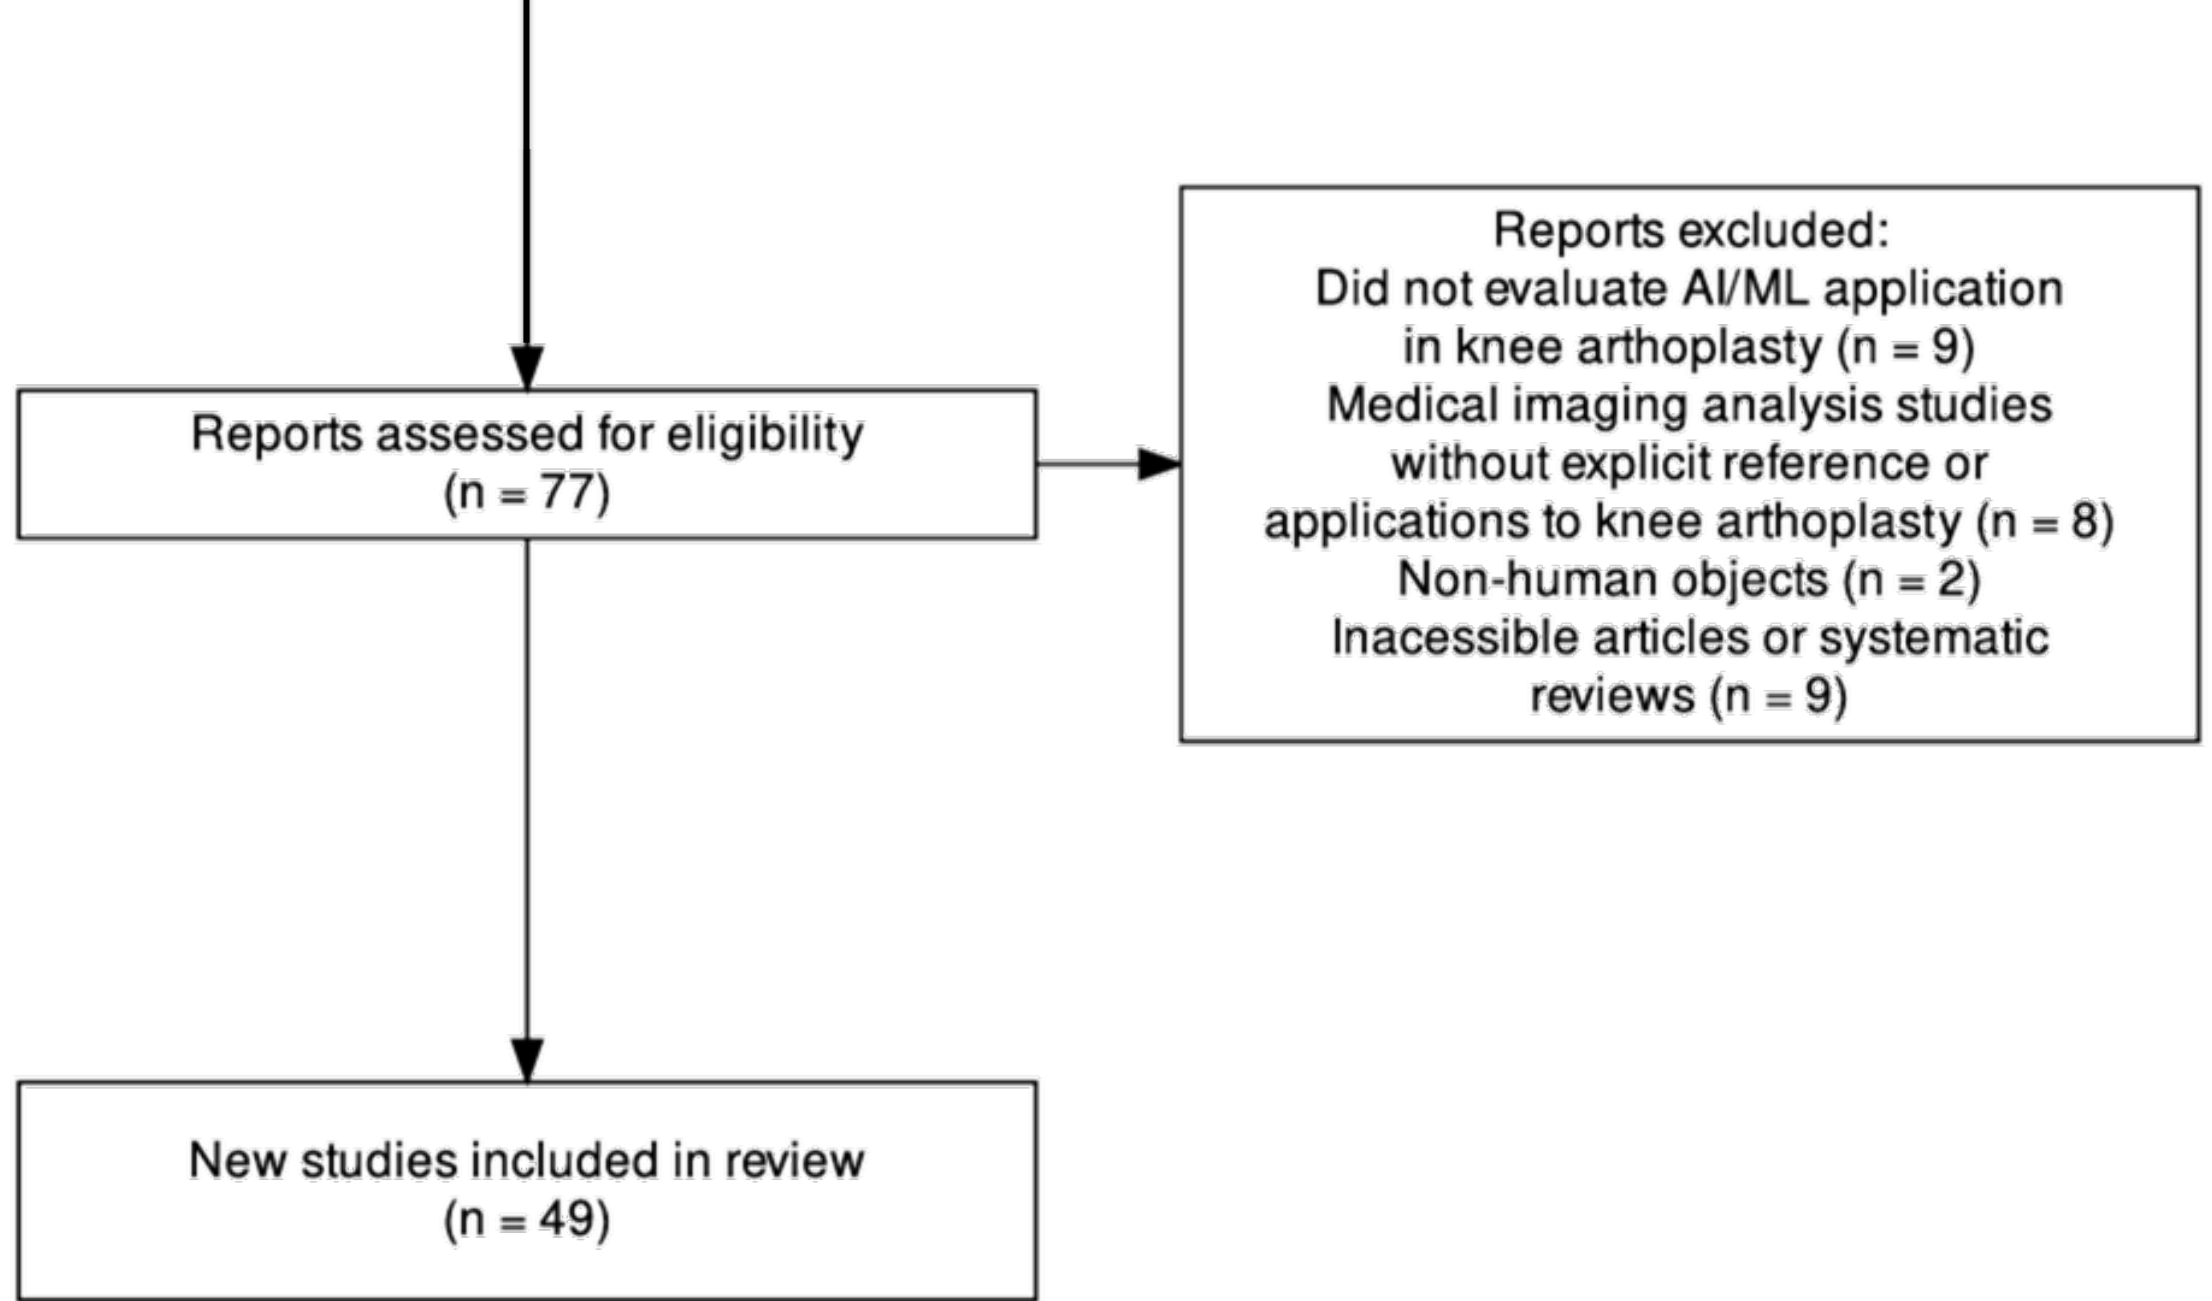 Reports excluded:
Did not evaluate AI/ML application
in knee arthoplasty (n = 9)
Medical imaging analysis studies
without explicit reference or
applications to knee arthoplasty (n = 8)
Non-human objects (n = 2)
Inacessible articles or systematic
reviews (n = 9)
Reports assessed for eligibility
(n = 77)
New studies included in review
(n = 49)